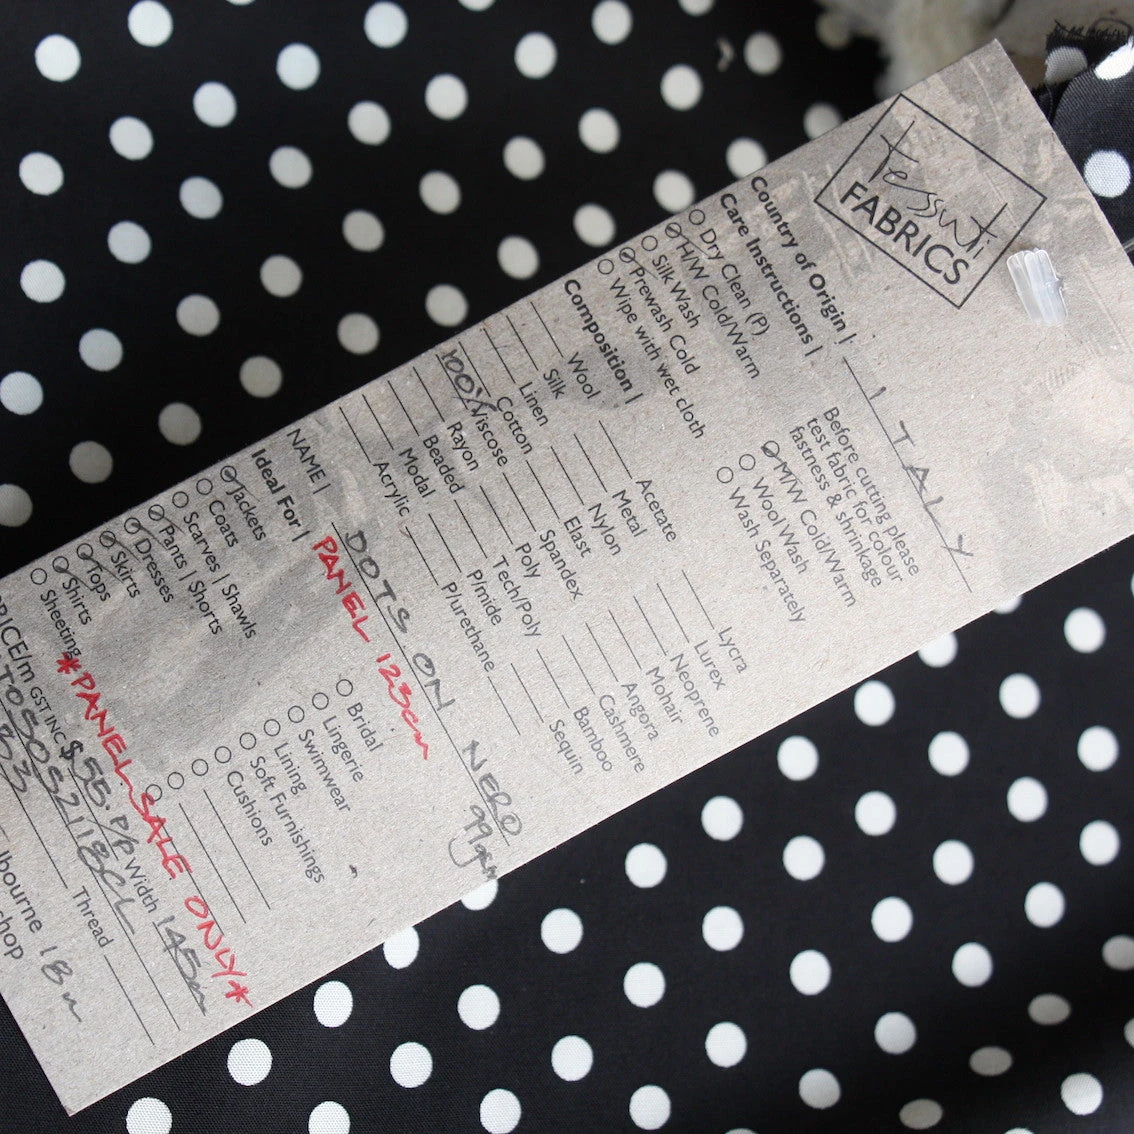 tessuti
FABRICS
Country of Origin | ITALY
Care Instructions |
Dry Clean (P)
H/W Cold/Warm
Silk Wash
Prewash Cold
Wipe with wet cloth
Before cutting please
test fabric for colour
fastness & shrinkage
M/W Cold/Warm
Wool Wash
Wash Separately
Composition |
Wool
Silk
Linen
Cotton
100% Viscose
Rayon
Beaded
Modal
Acrylic
Acetate
Metal
Nylon
Elast
Spandex
Poly
Tech/Poly
P/mide
P/urethane
Lycra
Lurex
Neoprene
Mohair
Angora
Cashmere
Bamboo
Sequin
NAME | DOTS ON NERO
PANEL 123cm
99gsm
Ideal For |
Jackets
Coats
Scarves | Shawls
Pants | Shorts
Dresses
Skirts
Tops
Shirts
Sheeting
Bridal
Lingerie
Swimwear
Lining
Soft Furnishings
Cushions
*PANEL SALE ONLY*
PRICE/m GST INC $55. P/P Width 145cm
Thread
18m